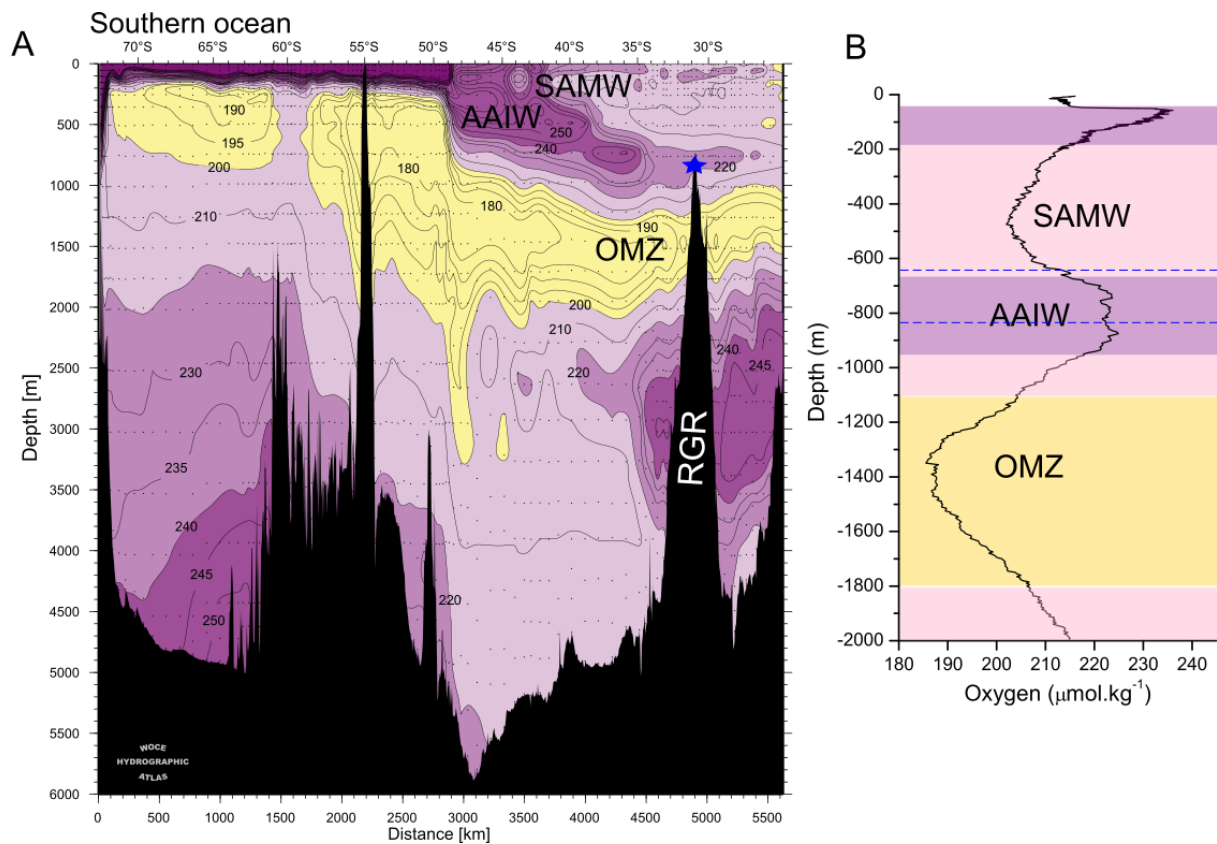 Southern ocean
A
70°S 65°S 60°S 55°S 50°S 45°S 40°S 35°S 30°S
0
500
1000
1500
2000
2500
3000
3500
4000
4500
5000
5500
6000
Depth [m]
SAMW
AAIW
OMZ
RGR
190
195
200
210
230
235
240
245
250
180
180
220
250
240
220
190
200
210
220
240
245
WOCE
HYDROGRAPHIC
ATLAS
0 500 1000 1500 2000 2500 3000 3500 4000 4500 5000 5500
Distance [km]
B
0
-200
-400
-600
-800
-1000
-1200
-1400
-1600
-1800
-2000
Depth (m)
SAMW
AAIW
OMZ
180 190 200 210 220 230 240
Oxygen (μmol.kg⁻¹)